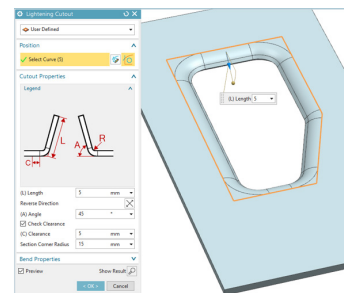 Lightening Cutout
User Defined
Position
Select Curve (5)
Cutout Properties
Legend
L
A
R
C
(L) Length 5 mm
Reverse Direction
(A) Angle 45 °
Check Clearance
(C) Clearance 5 mm
Section Corner Radius 15 mm
Bend Properties
Preview Show Result
< OK > Cancel
(L) Length 5